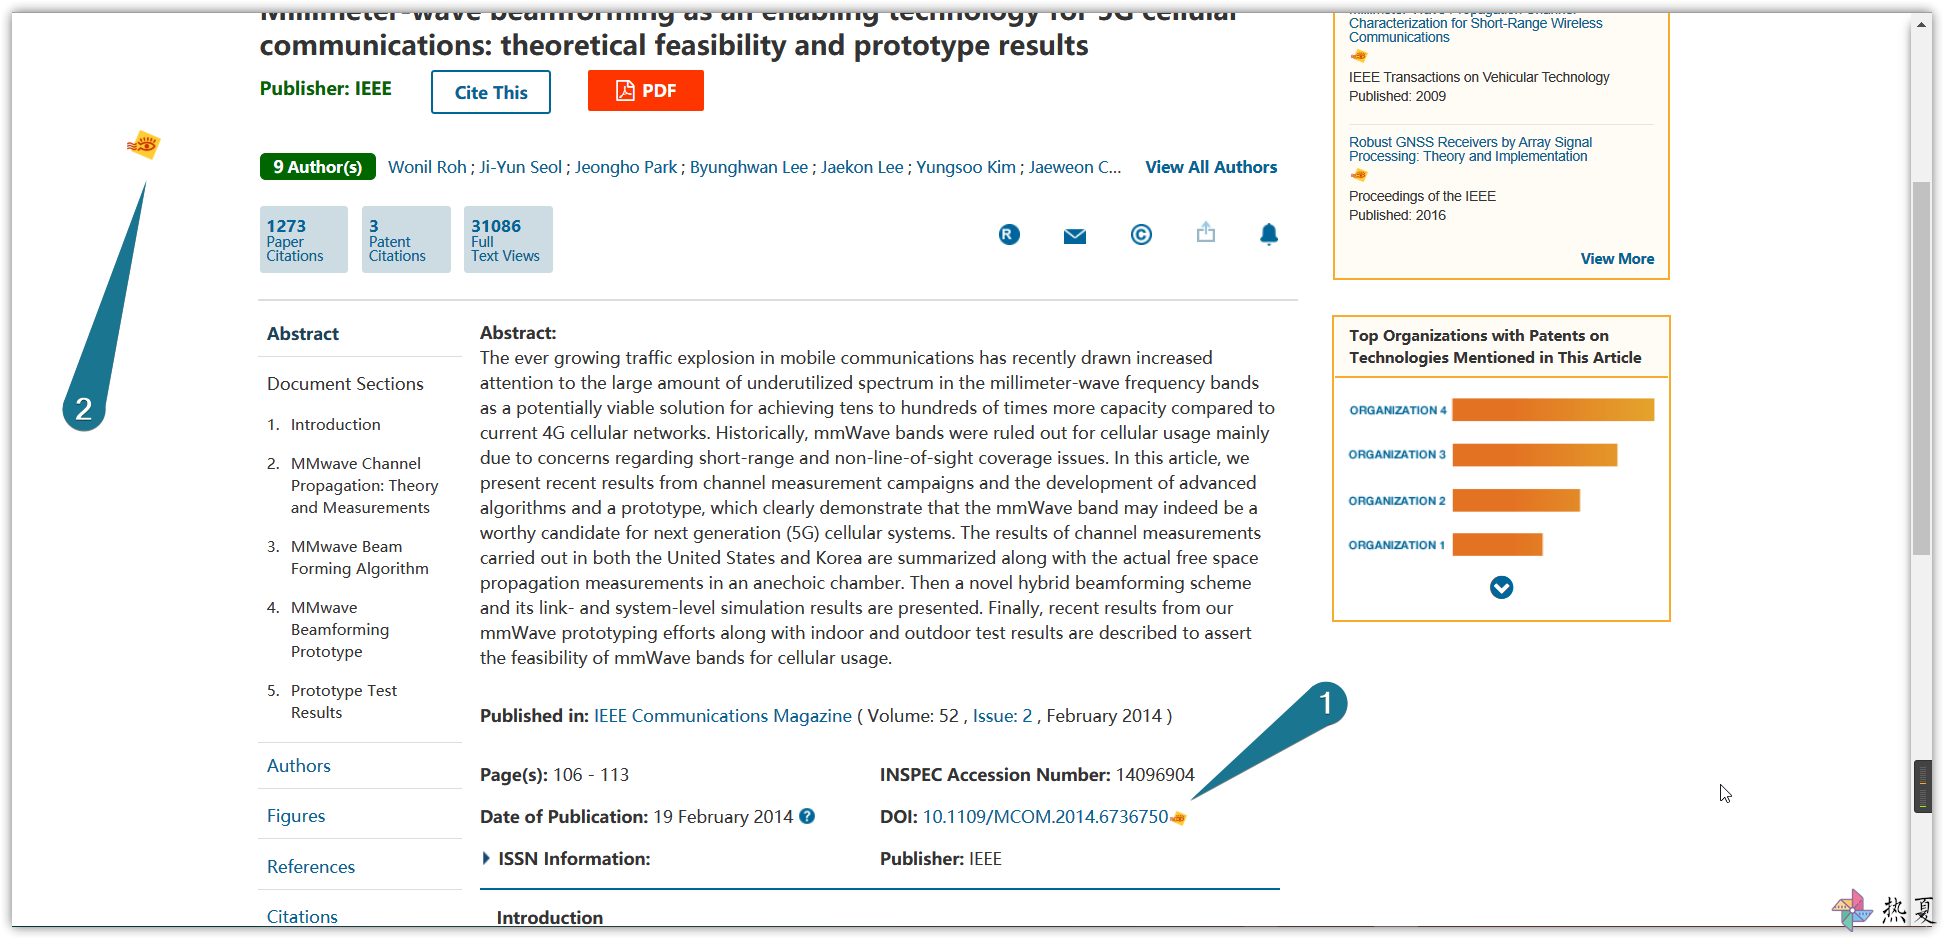 Millimeter-wave beamforming as an enabling technology for 5G cellular
communications: theoretical feasibility and prototype results
Publisher: IEEE
Cite This
PDF
9 Author(s)
Wonil Roh ; Ji-Yun Seol ; Jeongho Park ; Byunghwan Lee ; Jaekon Lee ; Yungsoo Kim ; Jaeweon C...
View All Authors
1273
Paper
Citations
3
Patent
Citations
31086
Full
Text Views
R
C
2
Abstract
Document Sections
1. Introduction
2. MMwave Channel
Propagation: Theory
and Measurements
3. MMwave Beam
Forming Algorithm
4. MMwave
Beamforming
Prototype
5. Prototype Test
Results
Authors
Figures
References
Citations
Abstract:
The ever growing traffic explosion in mobile communications has recently drawn increased
attention to the large amount of underutilized spectrum in the millimeter-wave frequency bands
as a potentially viable solution for achieving tens to hundreds of times more capacity compared to
current 4G cellular networks. Historically, mmWave bands were ruled out for cellular usage mainly
due to concerns regarding short-range and non-line-of-sight coverage issues. In this article, we
present recent results from channel measurement campaigns and the development of advanced
algorithms and a prototype, which clearly demonstrate that the mmWave band may indeed be a
worthy candidate for next generation (5G) cellular systems. The results of channel measurements
carried out in both the United States and Korea are summarized along with the actual free space
propagation measurements in an anechoic chamber. Then a novel hybrid beamforming scheme
and its link- and system-level simulation results are presented. Finally, recent results from our
mmWave prototyping efforts along with indoor and outdoor test results are described to assert
the feasibility of mmWave bands for cellular usage.
Published in: IEEE Communications Magazine ( Volume: 52 , Issue: 2 , February 2014 )
Page(s): 106 - 113
INSPEC Accession Number: 14096904
Date of Publication: 19 February 2014 ?
DOI: 10.1109/MCOM.2014.6736750
ISSN Information:
Publisher: IEEE
1
Introduction
Millimeter-Wave Propagation Channel
Characterization for Short-Range Wireless
Communications
IEEE Transactions on Vehicular Technology
Published: 2009
Robust GNSS Receivers by Array Signal
Processing: Theory and Implementation
Proceedings of the IEEE
Published: 2016
View More
Top Organizations with Patents on
Technologies Mentioned in This Article
ORGANIZATION 4
ORGANIZATION 3
ORGANIZATION 2
ORGANIZATION 1
热夏